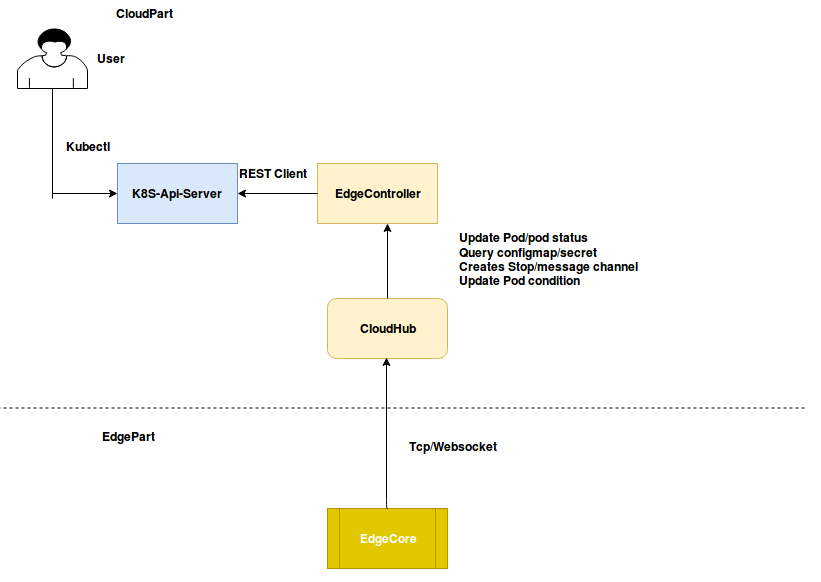 CloudPart
User
Kubectl
REST Client
K8S-Api-Server
EdgeController
Update Pod/pod status
Query configmap/secret
Creates Stop/message channel
Update Pod condition
CloudHub
EdgePart
Tcp/Websocket
EdgeCore